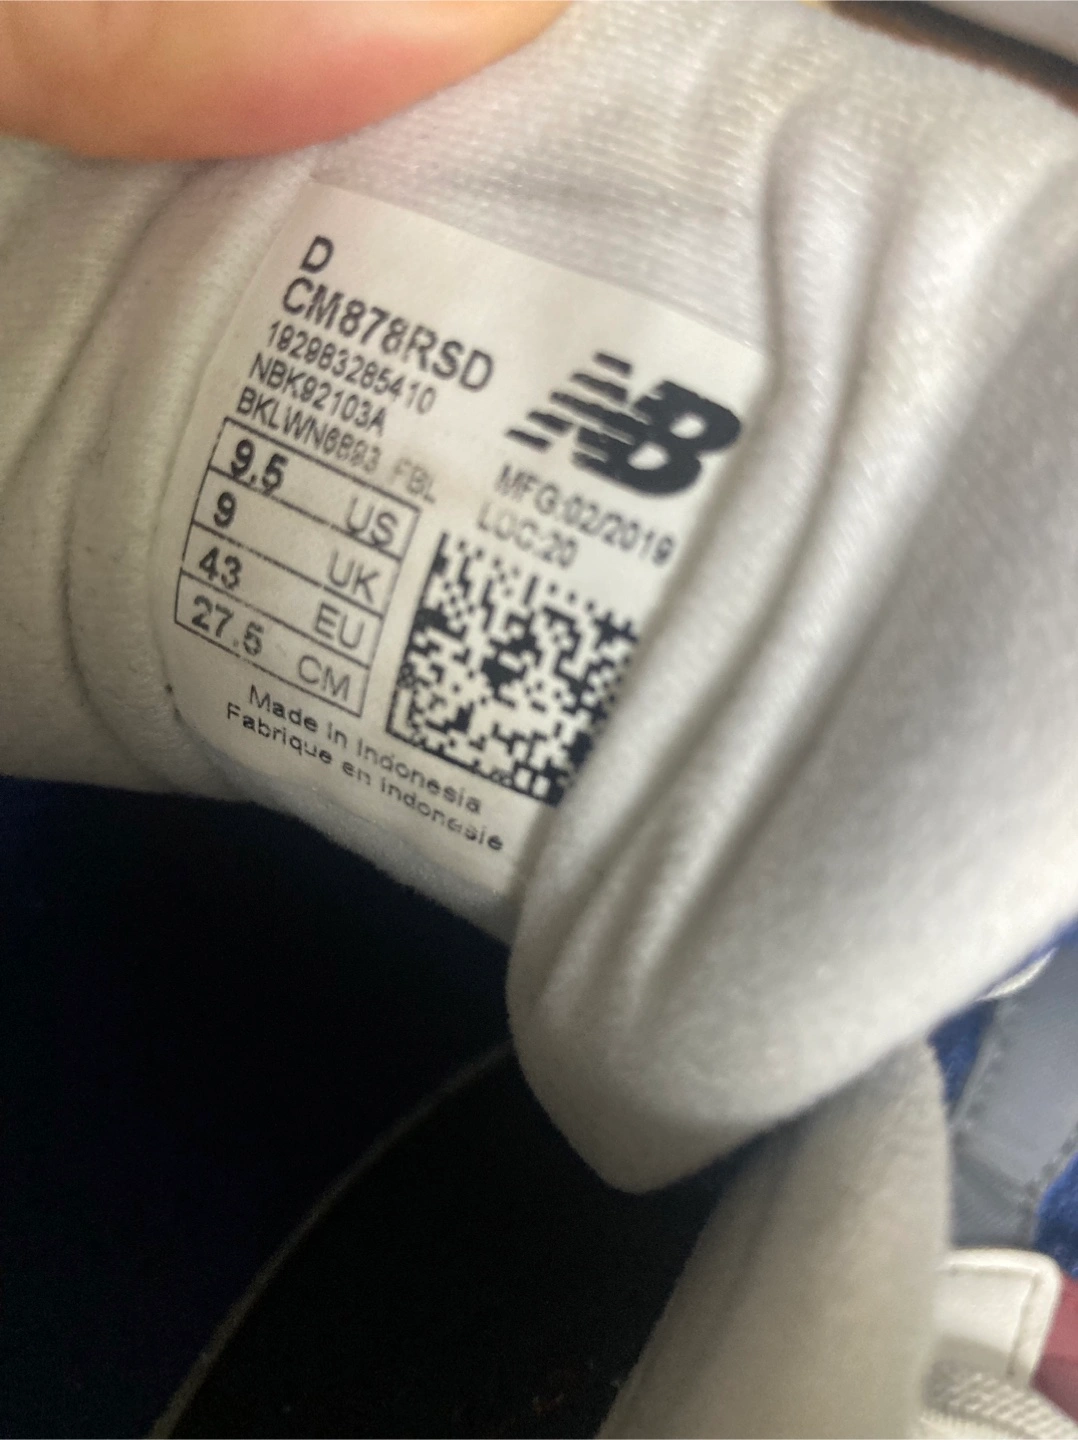 D
CM878RSD
192983285410
NBK92103A
BKLWN6893 FBL
9.5 US
9 UK
43 EU
27.5 CM
Made in Indonesia
Fabrique en Indonesie
NB
MFG:02/2019
LOC:20